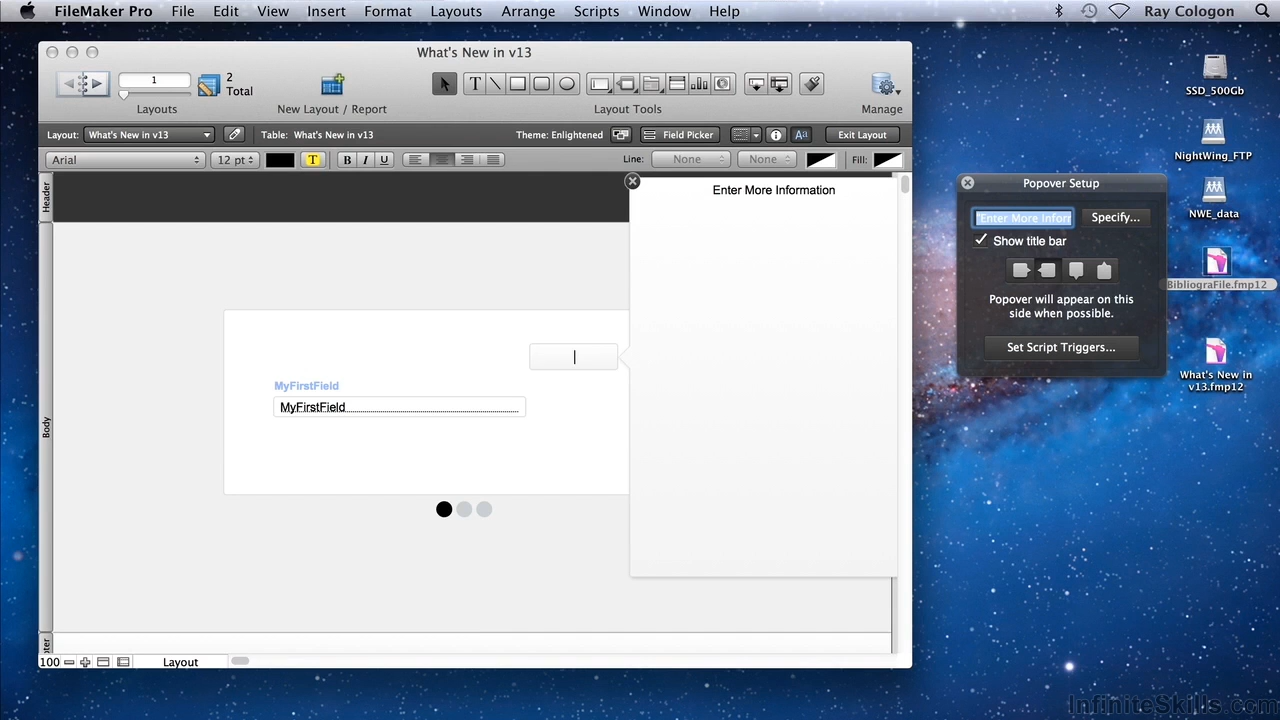 FileMaker Pro File Edit View Insert Format Layouts Arrange Scripts Window Help Ray Cologon
What's New in v13
1
2
Total
Layouts
New Layout / Report
T
Layout Tools
Manage
Layout: What's New in v13
Table: What's New in v13
Theme: Enlightened
Field Picker
Aa
Exit Layout
Arial
12 pt
T
B I U
Line: None None
Fill:
Header
Enter More Information
Body
MyFirstField
MyFirstField
100
Layout
Popover Setup
"Enter More Inforr
Specify...
Show title bar
Popover will appear on this
side when possible.
Set Script Triggers...
SSD_500Gb
NightWing_FTP
NWE_data
BibliograFile.fmp12
What's New in
v13.fmp12
InfiniteSkills.com